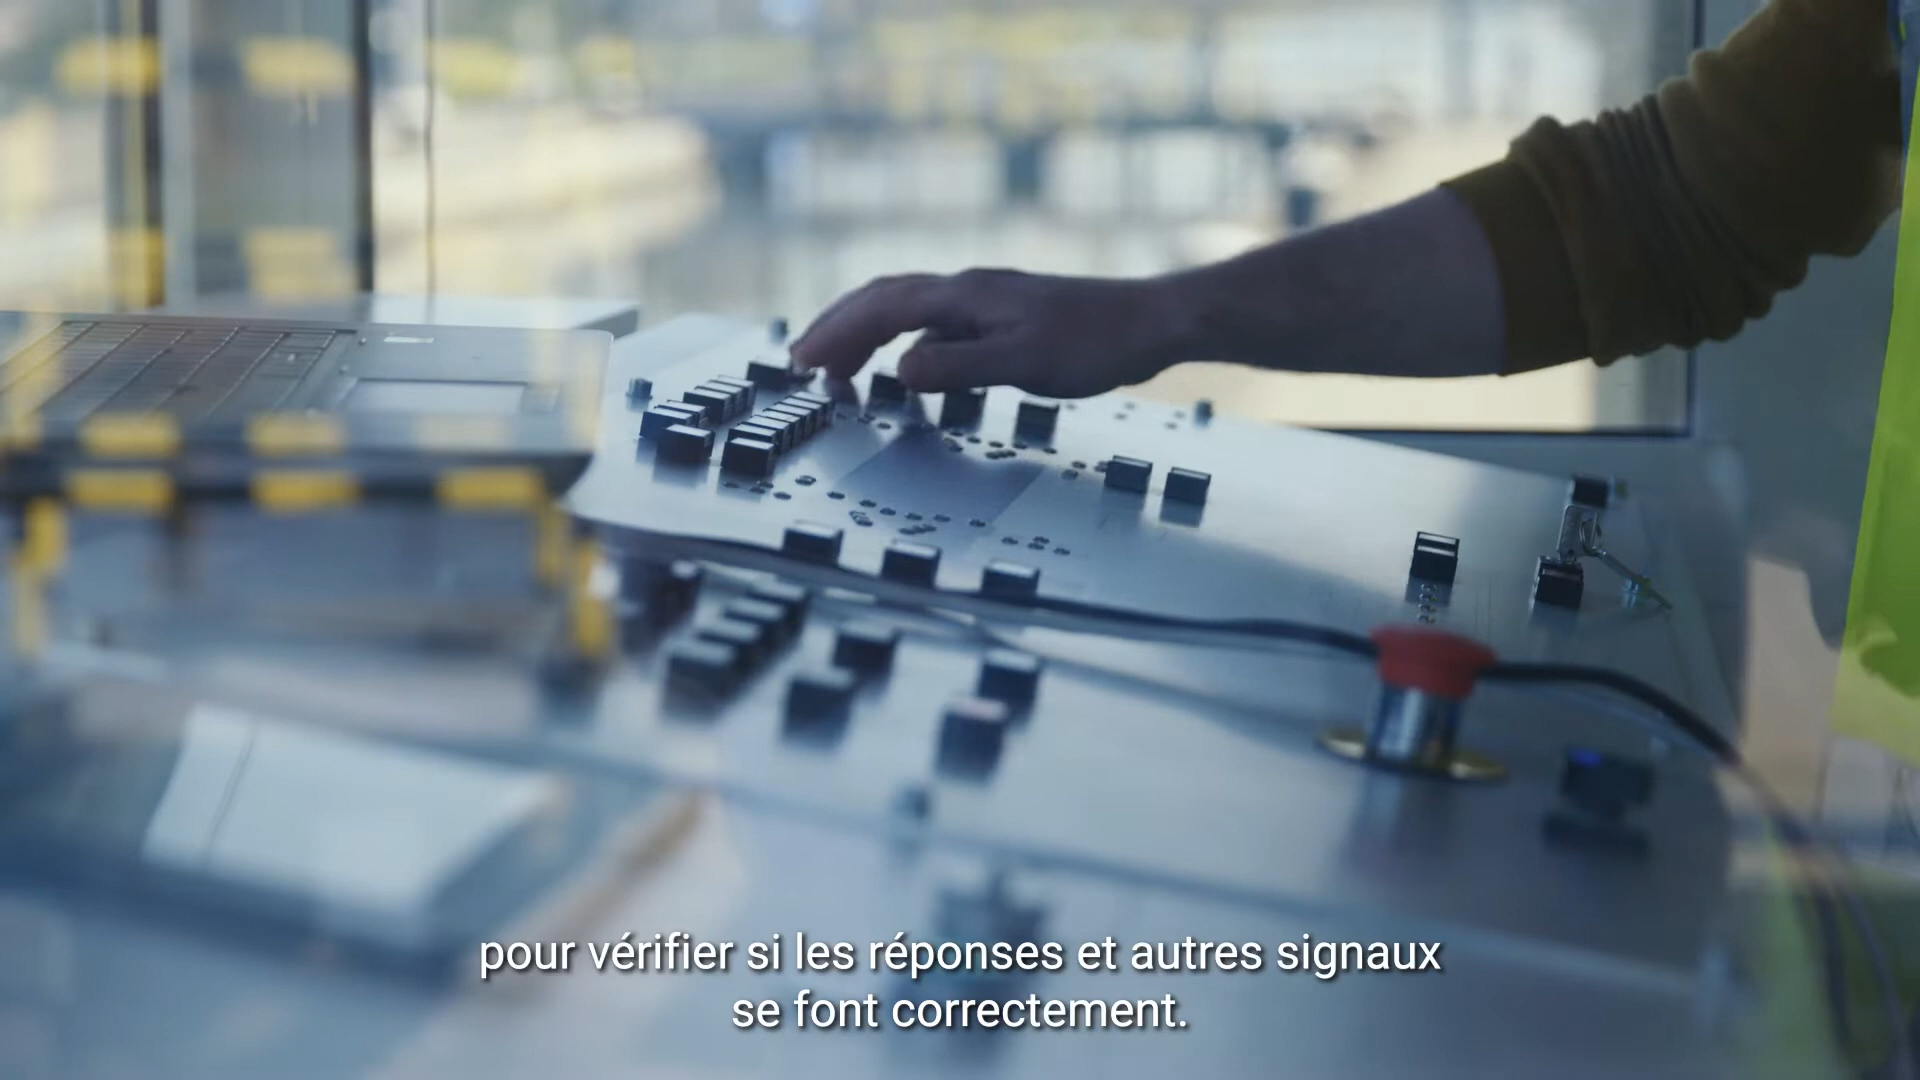 pour vérifier si les réponses et autres signaux
se font correctement.